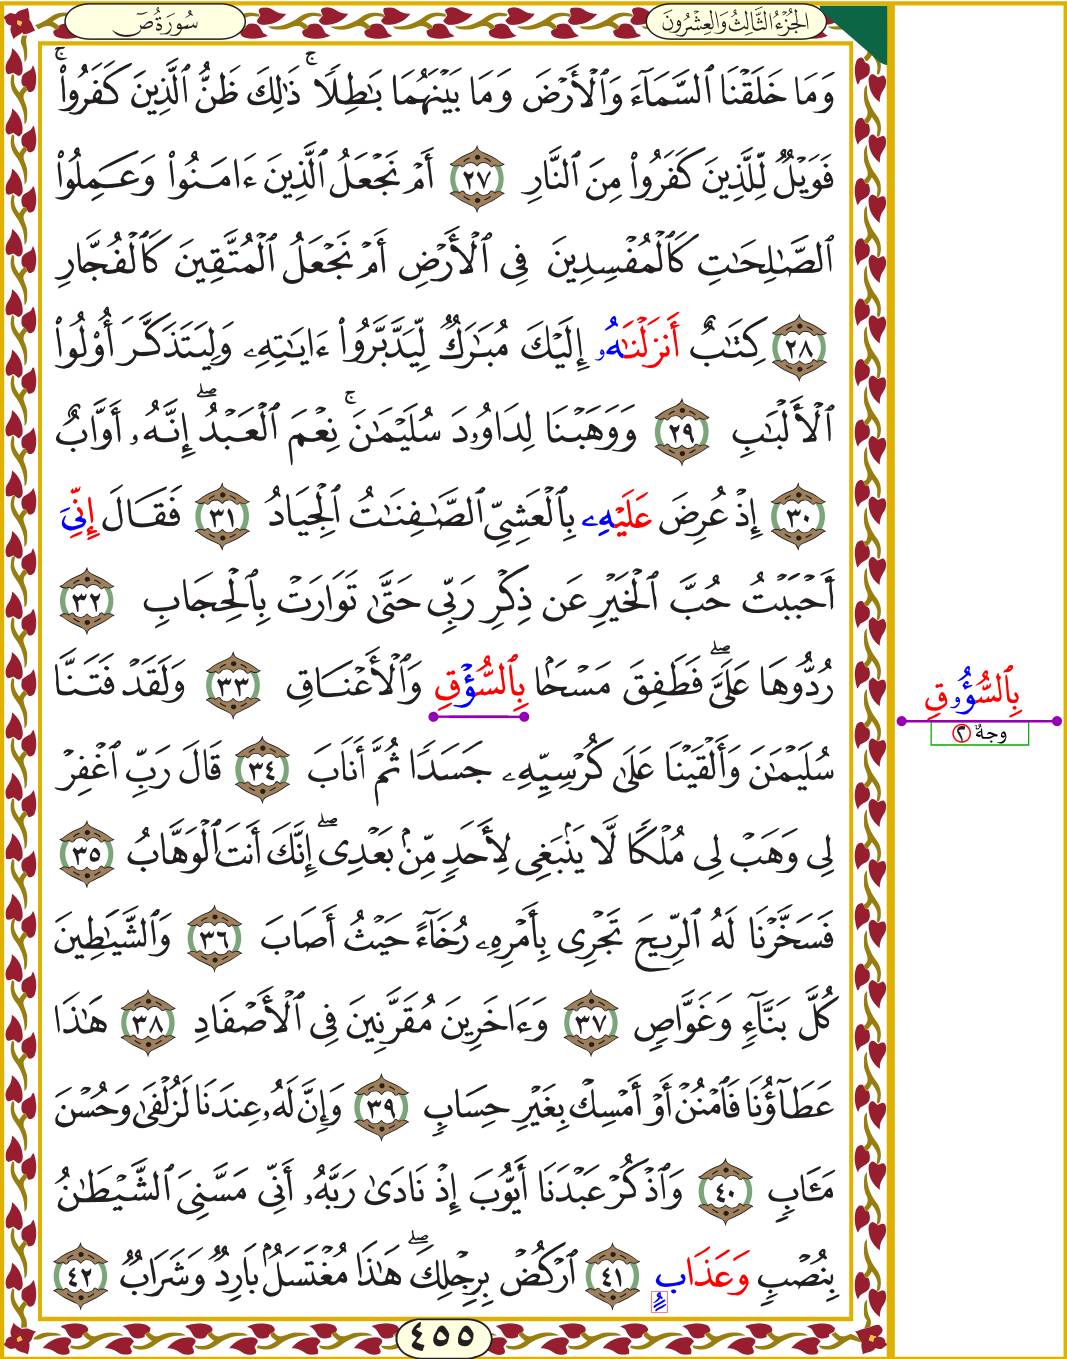 الجُزْءُ الثَّالِثُ وَالعِشْرُونَ
سُورَةُ صٓ
وَمَا خَلَقْنَا ٱلسَّمَآءَ وَٱلْأَرْضَ وَمَا بَيْنَهُمَا بَٰطِلًا ۚ ذَٰلِكَ ظَنُّ ٱلَّذِينَ كَفَرُوا۟ ۚ
فَوَيْلٌ لِّلَّذِينَ كَفَرُوا۟ مِنَ ٱلنَّارِ ٢٧ أَمْ نَجْعَلُ ٱلَّذِينَ ءَامَنُوا۟ وَعَمِلُوا۟
ٱلصَّٰلِحَٰتِ كَٱلْمُفْسِدِينَ فِى ٱلْأَرْضِ أَمْ نَجْعَلُ ٱلْمُتَّقِينَ كَٱلْفُجَّارِ
٢٨ كِتَٰبٌ أَنزَلْنَٰهُۥ إِلَيْكَ مُبَٰرَكٌ لِّيَدَّبَّرُوٓا۟ ءَايَٰتِهِۦ وَلِيَتَذَكَّرَ أُو۟لُوا۟
ٱلْأَلْبَٰبِ ٢٩ وَوَهَبْنَا لِدَاوُۥدَ سُلَيْمَٰنَ ۚ نِعْمَ ٱلْعَبْدُ ۖ إِنَّهُۥٓ أَوَّابٌ
٣٠ إِذْ عُرِضَ عَلَيْهِۦ بِٱلْعَشِىِّ ٱلصَّٰفِنَٰتُ ٱلْجِيَادُ ٣١ فَقَالَ إِنِّىَ
أَحْبَبْتُ حُبَّ ٱلْخَيْرِ عَن ذِكْرِ رَبِّى حَتَّىٰ تَوَارَتْ بِٱلْحِجَابِ ٣٢
رُدُّوهَا عَلَىَّ ۖ فَطَفِقَ مَسْحًۢا بِٱلسُّؤْقِ وَٱلْأَعْنَاقِ ٣٣ وَلَقَدْ فَتَنَّا
سُلَيْمَٰنَ وَأَلْقَيْنَا عَلَىٰ كُرْسِيِّهِۦ جَسَدًا ثُمَّ أَنَابَ ٣٤ قَالَ رَبِّ ٱغْفِرْ
لِى وَهَبْ لِى مُلْكًا لَّا يَنۢبَغِى لِأَحَدٍ مِّنۢ بَعْدِىٓ ۖ إِنَّكَ أَنتَ ٱلْوَهَّابُ ٣٥
فَسَخَّرْنَا لَهُ ٱلرِّيحَ تَجْرِى بِأَمْرِهِۦ رُخَآءً حَيْثُ أَصَابَ ٣٦ وَٱلشَّيَٰطِينَ
كُلَّ بَنَّآءٍ وَغَوَّاصٍ ٣٧ وَءَاخَرِينَ مُقَرَّنِينَ فِى ٱلْأَصْفَادِ ٣٨ هَٰذَا
عَطَآؤُنَا فَٱمْنُنْ أَوْ أَمْسِكْ بِغَيْرِ حِسَابٍ ٣٩ وَإِنَّ لَهُۥ عِندَنَا لَزُلْفَىٰ وَحُسْنَ
مَـَٔابٍ ٤٠ وَٱذْكُرْ عَبْدَنَآ أَيُّوبَ إِذْ نَادَىٰ رَبَّهُۥٓ أَنِّى مَسَّنِىَ ٱلشَّيْطَٰنُ
بِنُصْبٍ وَعَذَابٍ ٤١ ٱرْكُضْ بِرِجْلِكَ ۖ هَٰذَا مُغْتَسَلٌۢ بَارِدٌ وَشَرَابٌ ٤٢
بِٱلسُّؤُوقِ
وجهٌ ٢
٤٥٥